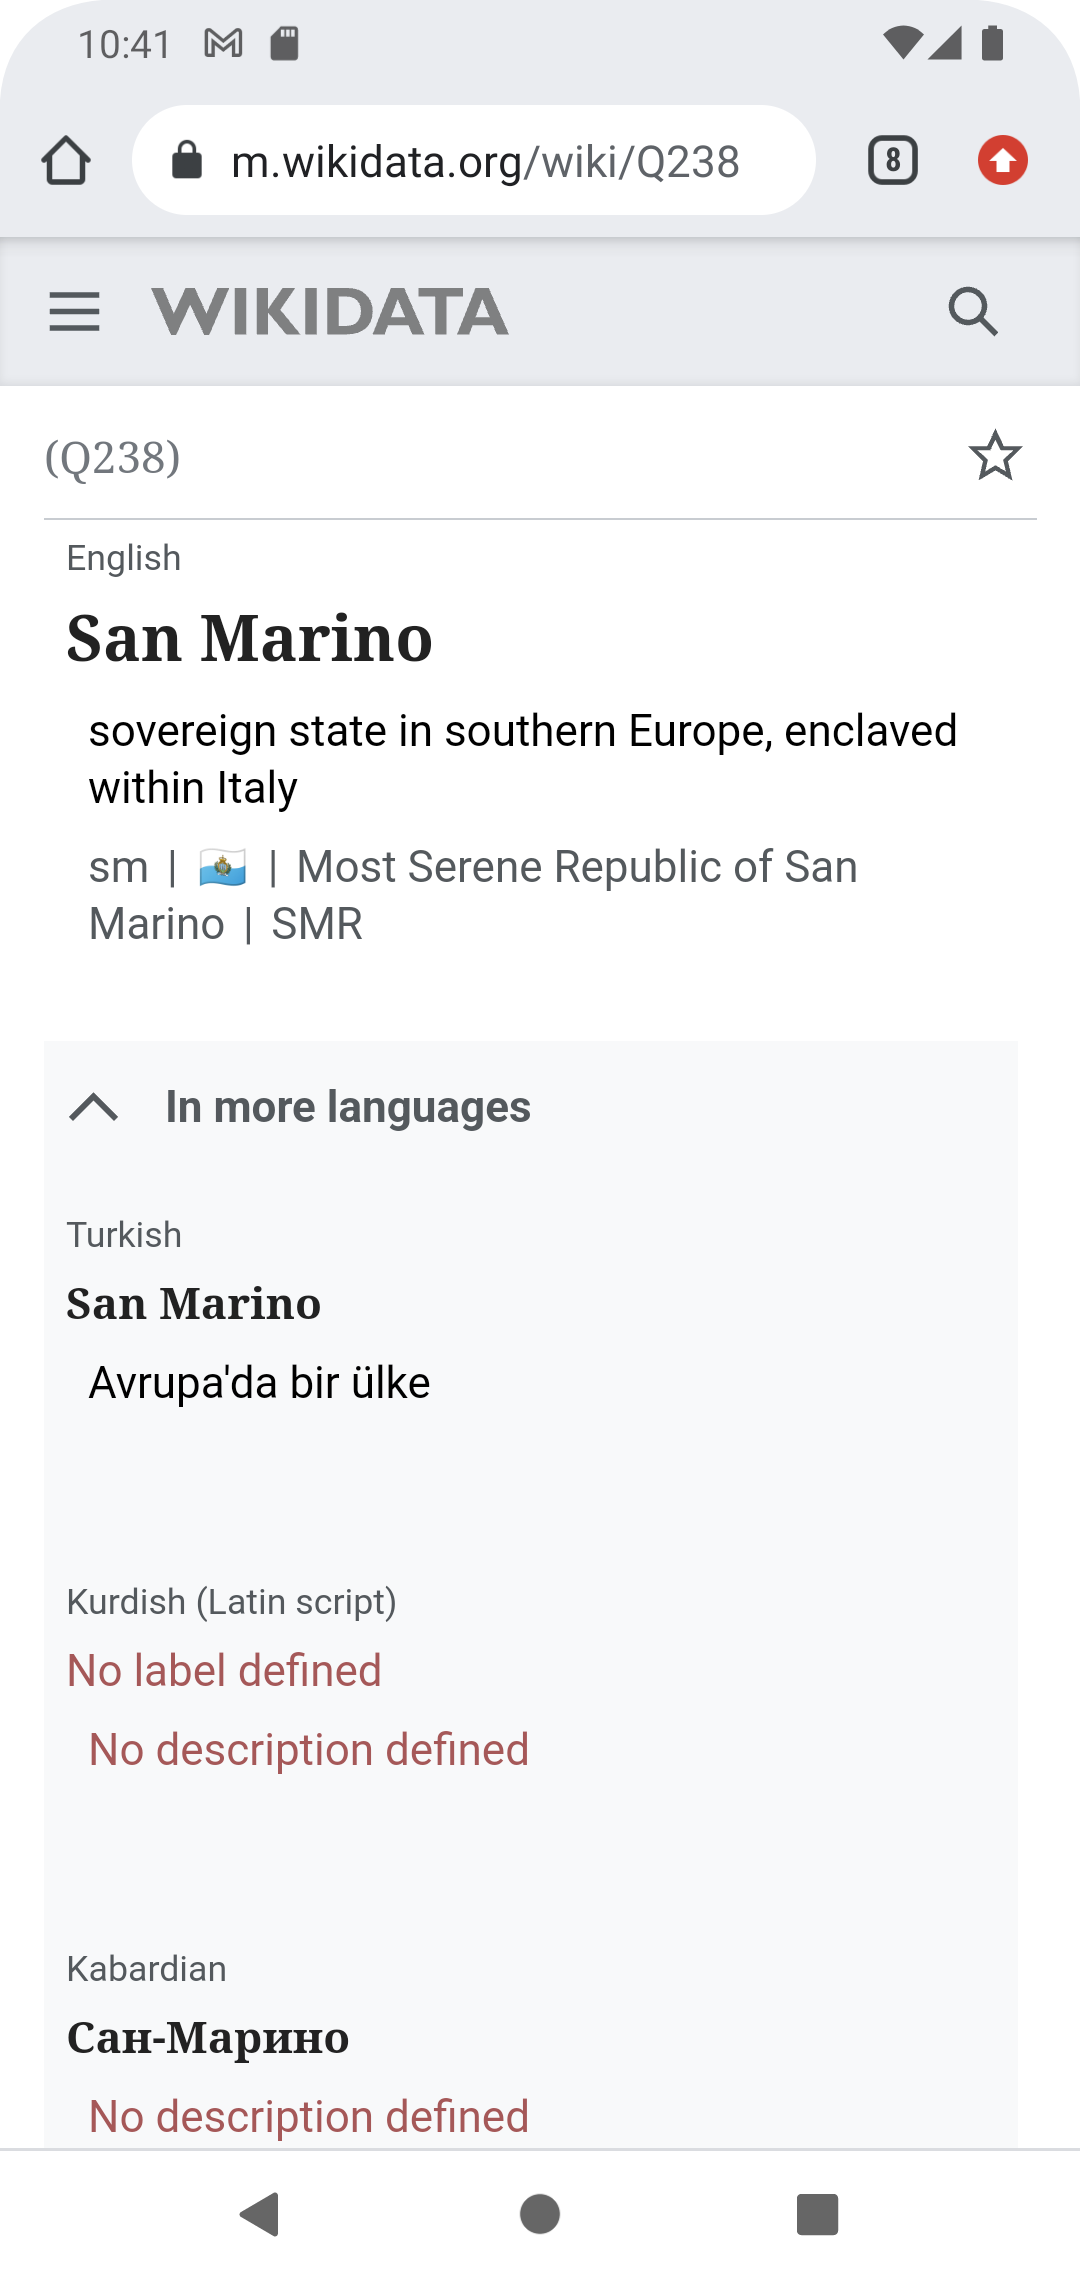 10:41
m.wikidata.org/wiki/Q238
8
WIKIDATA
(Q238)
English
San Marino
sovereign state in southern Europe, enclaved
within Italy
sm | 🇸🇲 | Most Serene Republic of San
Marino | SMR
In more languages
Turkish
San Marino
Avrupa'da bir ülke
Kurdish (Latin script)
No label defined
No description defined
Kabardian
Сан-Марино
No description defined